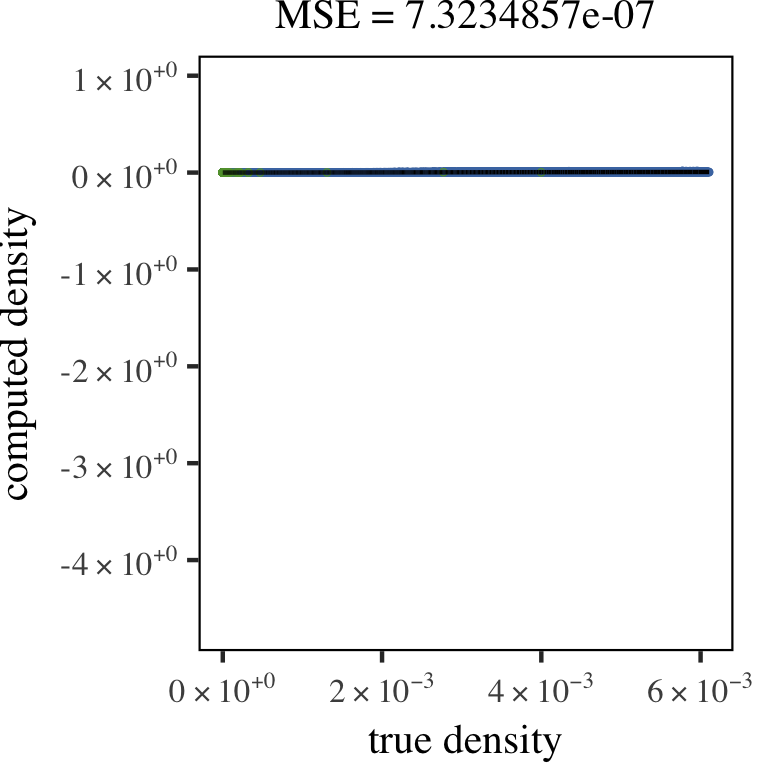 MSE = 7.3234857e-07
1 × 10⁺⁰
0 × 10⁺⁰
-1 × 10⁺⁰
-2 × 10⁺⁰
-3 × 10⁺⁰
-4 × 10⁺⁰
computed density
0 × 10⁺⁰ 2 × 10⁻³ 4 × 10⁻³ 6 × 10⁻³
true density